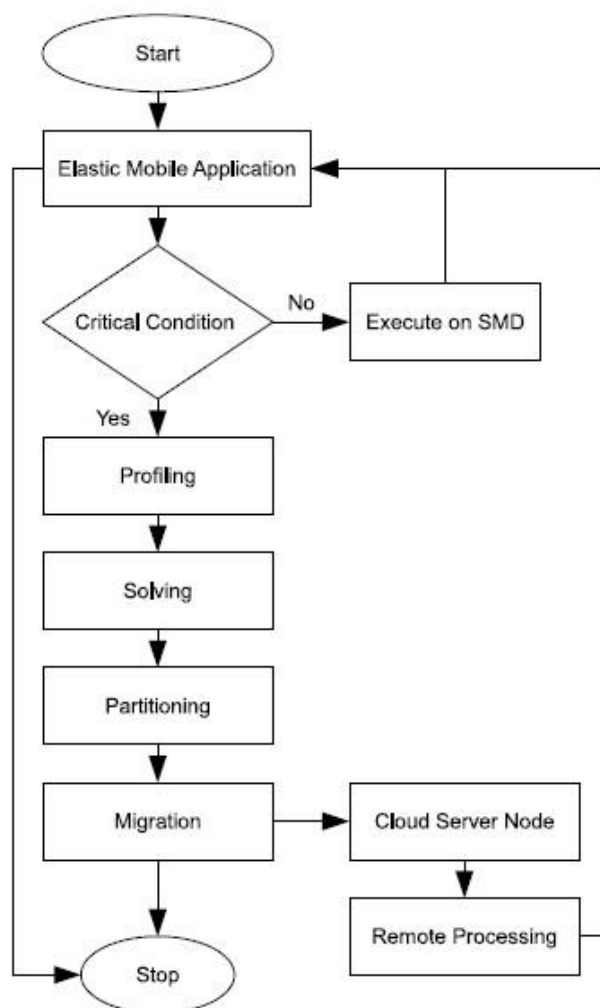 Start
Elastic Mobile Application
Critical Condition
No
Execute on SMD
Yes
Profiling
Solving
Partitioning
Migration
Cloud Server Node
Remote Processing
Stop